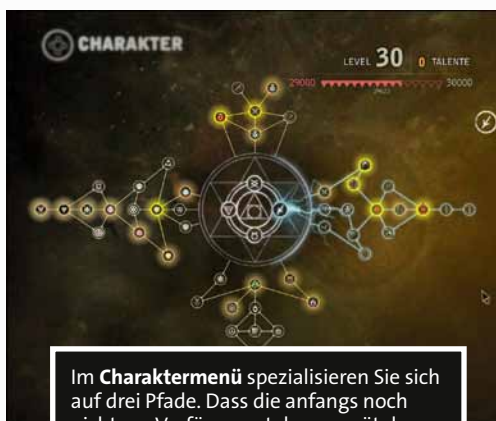 CHARAKTER
LEVEL 30 0 TALENTE
29000 30000
Im Charaktermenü spezialisieren Sie sich
auf drei Pfade. Dass die anfangs noch